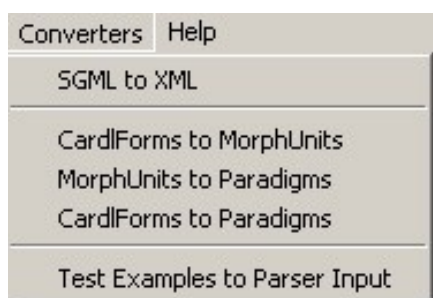 Converters Help
SGML to XML
CardlForms to MorphUnits
MorphUnits to Paradigms
CardlForms to Paradigms
Test Examples to Parser Input